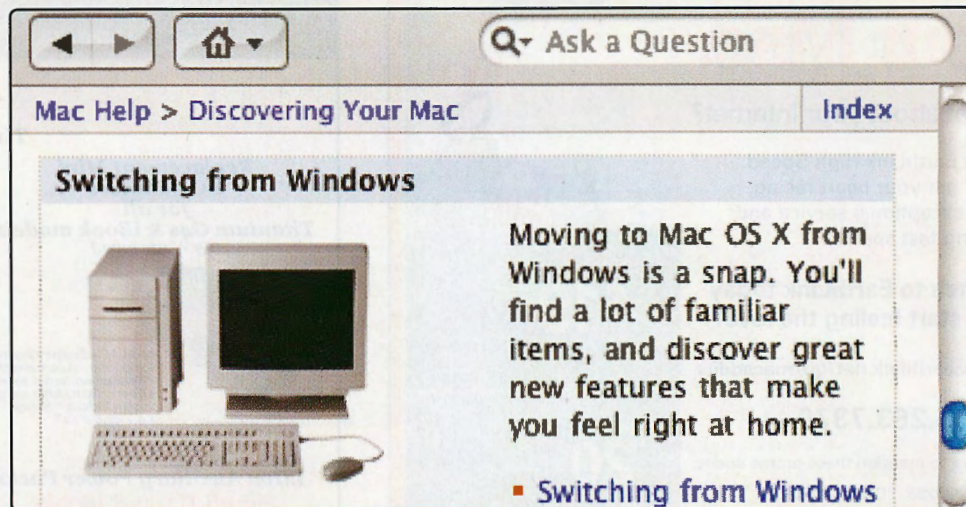 Ask a Question
Mac Help > Discovering Your Mac
Index
Switching from Windows
Moving to Mac OS X from
Windows is a snap. You'll
find a lot of familiar
items, and discover great
new features that make
you feel right at home.
Switching from Windows